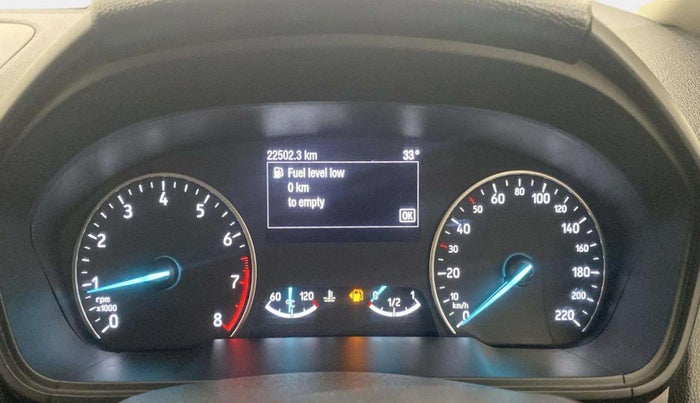 22502.3 km 33°
Fuel level low
0 km
to empty
OK
0 1 2 3 4 5 6 7 8
rpm
x1000
60 °C 120
0 1/2 1
0 10 20 30 40 50 60 80 100 120 140 160 180 200 220
km/h